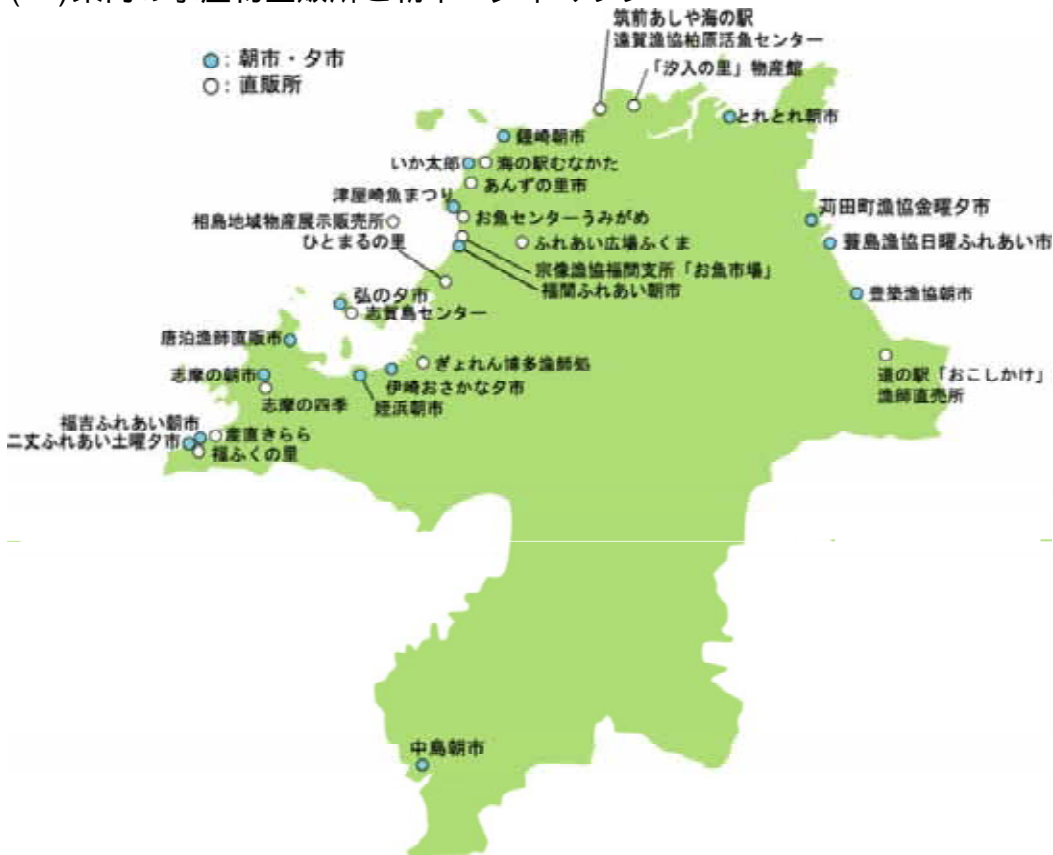 ○：朝市・夕市
○：直販所
筑前あしや海の駅
遠賀漁協柏原活魚センター
「汐入の里」物産館
とれとれ朝市
鐘崎朝市
いか太郎
海の駅むなかた
あんずの里市
津屋崎魚まつり
お魚センターうみがめ
相島地域物産展示販売所
ひとまるの里
ふれあい広場ふくま
宗像漁協福間支所「お魚市場」
福間ふれあい朝市
苅田町漁協金曜夕市
蓑島漁協日曜ふれあい市
豊築漁協朝市
弘の夕市
志賀島センター
唐泊漁師直販市
ぎょれん博多漁師処
志摩の朝市
伊崎おさかな夕市
志摩の四季
姪浜朝市
道の駅「おこしかけ」
漁師直売所
福吉ふれあい朝市
二丈ふれあい土曜夕市
産直きらら
福ふくの里
中島朝市